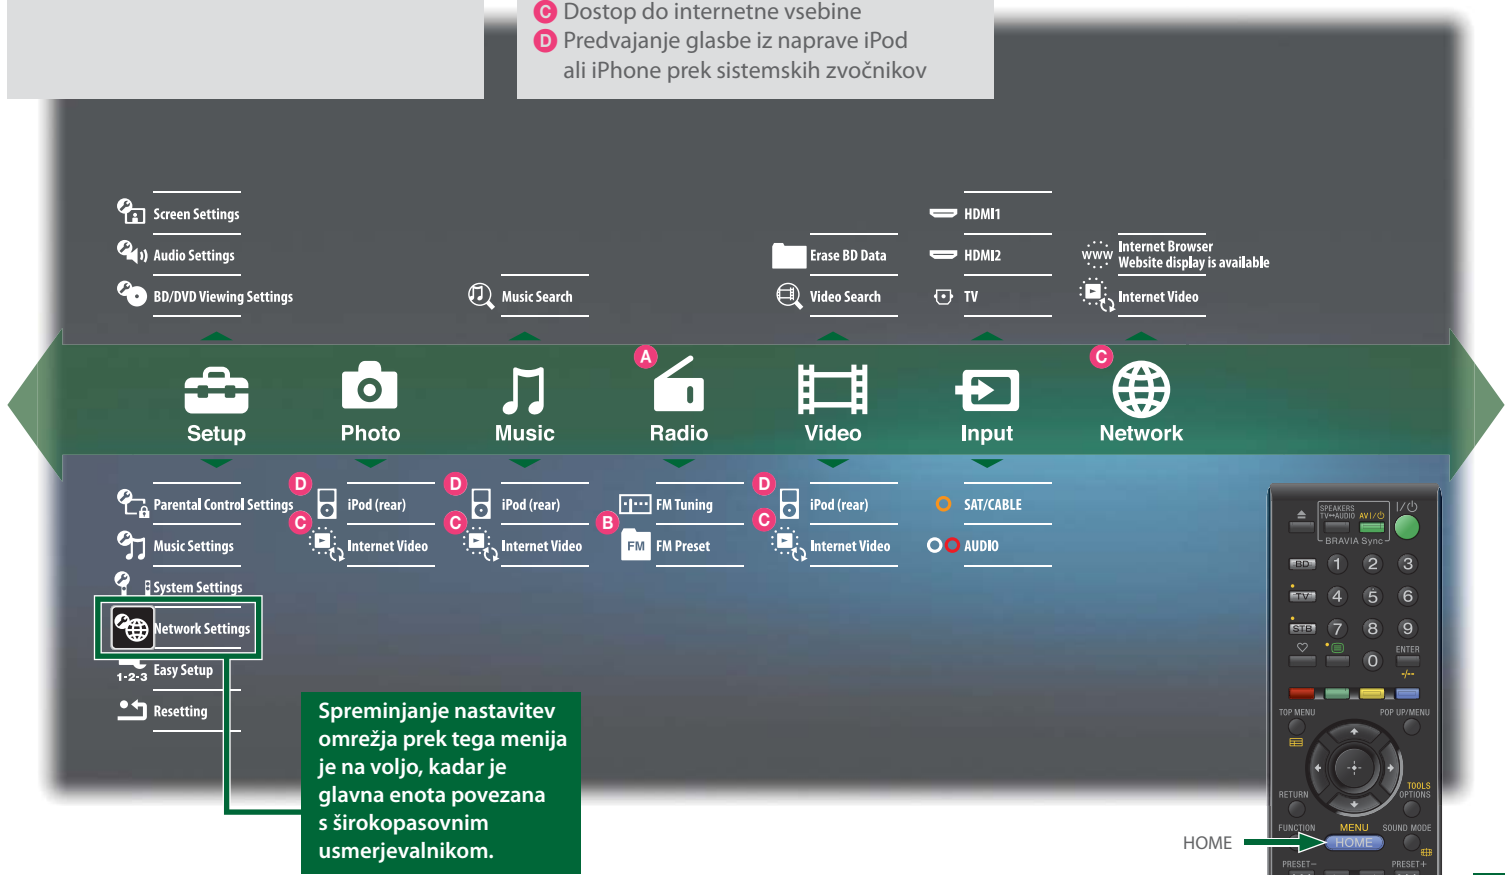 C Dostop do internetne vsebine
D Predvajanje glasbe iz naprave iPod
ali iPhone prek sistemskih zvočnikov
Screen Settings
Audio Settings
BD/DVD Viewing Settings
Music Search
Erase BD Data
Video Search
HDMI1
HDMI2
TV
www
Internet Browser
Website display is available
Internet Video
A
C
Setup
Photo
Music
Radio
Video
Input
Network
Parental Control Settings
Music Settings
System Settings
Network Settings
1-2-3 Easy Setup
Resetting
D iPod (rear)
C Internet Video
D iPod (rear)
C Internet Video
FM Tuning
B FM FM Preset
D iPod (rear)
C Internet Video
SAT/CABLE
AUDIO
Spreminjanje nastavitev
omrežja prek tega menija
je na voljo, kadar je
glavna enota povezana
s širokopasovnim
usmerjevalnikom.
SPEAKERS
TV↔AUDIO AV I/⏻ I/⏻
BRAVIA Sync
BD 1 2 3
TV 4 5 6
STB 7 8 9
0 ENTER
-/--
TOP MENU POP UP/MENU
TOOLS
RETURN OPTIONS
FUNCTION MENU SOUND MODE
HOME
HOME
PRESET− PRESET+